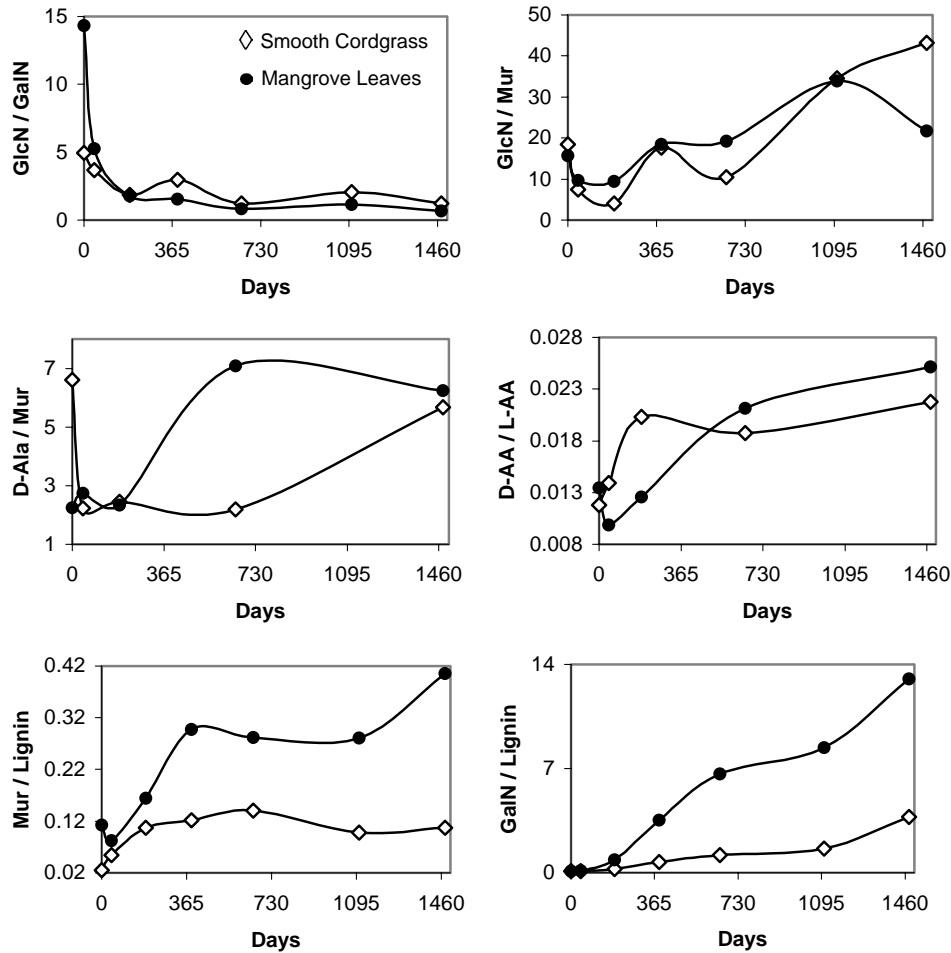 GlcN / GalN
15
10
5
0
Smooth Cordgrass
Mangrove Leaves
0 365 730 1095 1460
Days
GlcN / Mur
50
40
30
20
10
0
0 365 730 1095 1460
Days
D-Ala / Mur
7
5
3
1
0 365 730 1095 1460
Days
D-AA / L-AA
0.028
0.023
0.018
0.013
0.008
0 365 730 1095 1460
Days
Mur / Lignin
0.42
0.32
0.22
0.12
0.02
0 365 730 1095 1460
Days
GalN / Lignin
14
7
0
0 365 730 1095 1460
Days